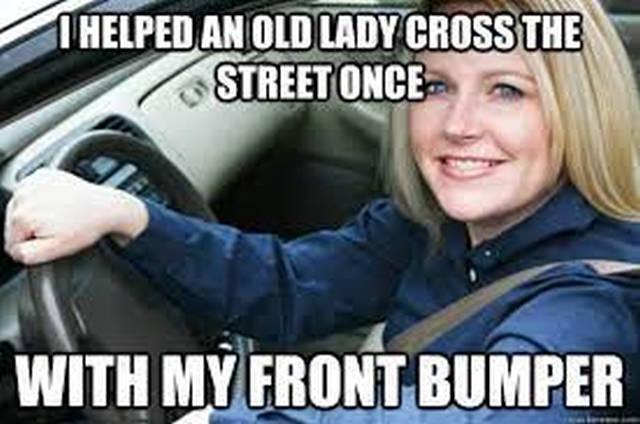 I HELPED AN OLD LADY CROSS THE
STREET ONCE
WITH MY FRONT BUMPER